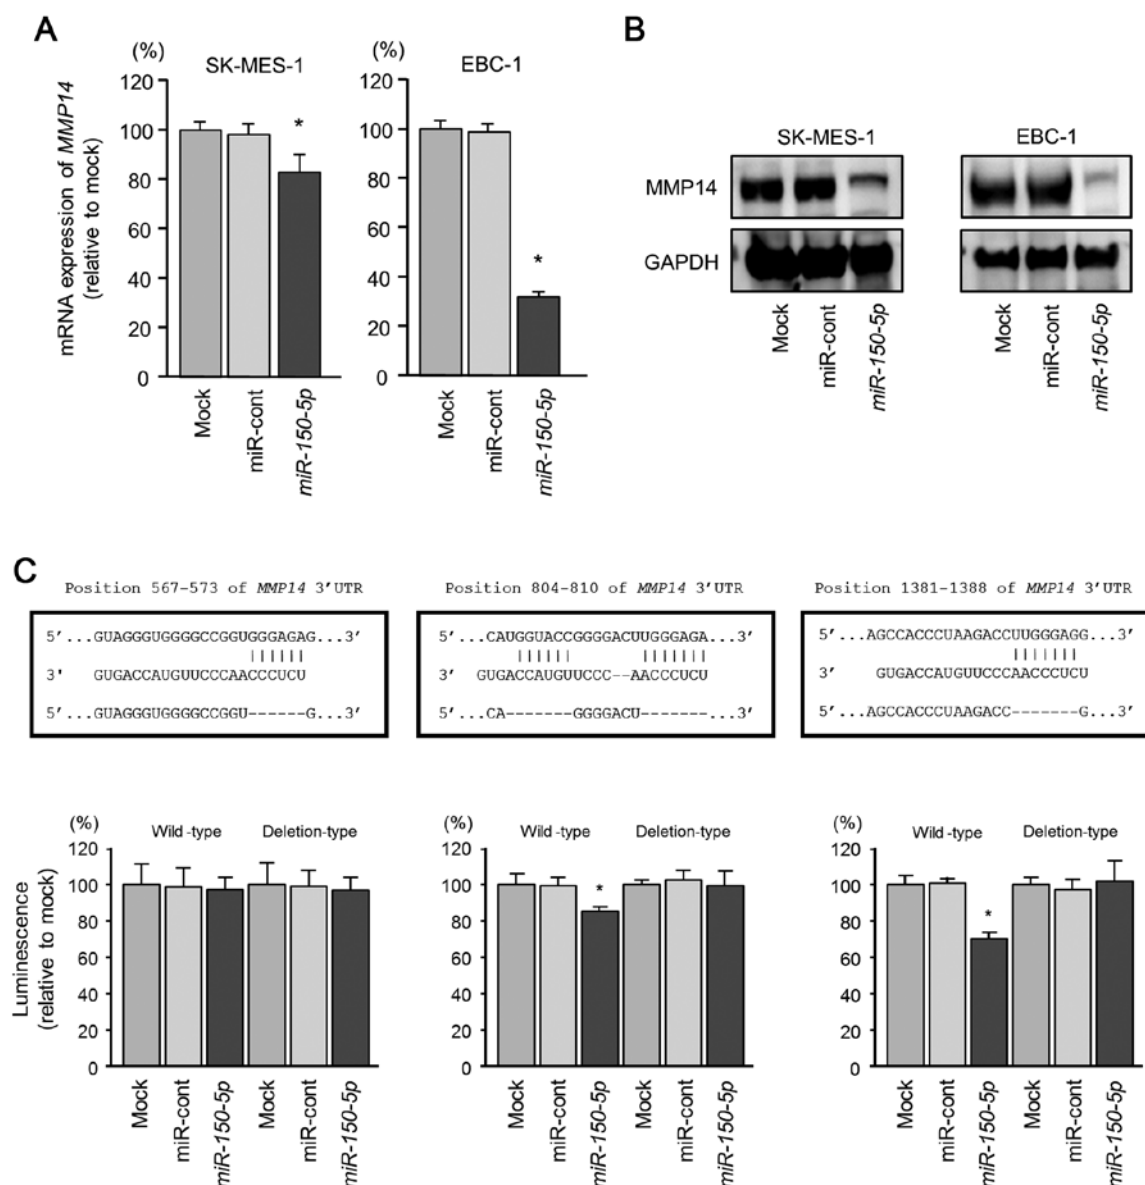 A
(%)
SK-MES-1
(%)
EBC-1
mRNA expression of MMP14
(relative to mock)
120
100
80
60
40
20
0
*
Mock
miR-cont
miR-150-5p
120
100
80
60
40
20
0
*
Mock
miR-cont
miR-150-5p
B
SK-MES-1
EBC-1
MMP14
GAPDH
Mock
miR-cont
miR-150-5p
Mock
miR-cont
miR-150-5p
C
Position 567-573 of MMP14 3'UTR
5'...GUAGGGUGGGGCCGGUGGGAGAG...3'
3' GUGACCAUGUUCCCAACCCUCU
5'...GUAGGGUGGGGCCGGU------G...3'
Position 804-810 of MMP14 3'UTR
5'...CAUGGUACCGGGGACUUGGGAGA...3'
3' GUGACCAUGUUCCC--AACCCUCU
5'...CA-------GGGGACU-------...3'
Position 1381-1388 of MMP14 3'UTR
5'...AGCCACCCUAAGACCUUGGGAGG...3'
3' GUGACCAUGUUCCCAACCCUCU
5'...AGCCACCCUAAGACC-------G...3'
Luminescence
(relative to mock)
(%)
Wild-type
Deletion-type
120
100
80
60
40
20
0
Mock
miR-cont
miR-150-5p
Mock
miR-cont
miR-150-5p
(%)
Wild-type
Deletion-type
120
100
80
60
40
20
0
*
Mock
miR-cont
miR-150-5p
Mock
miR-cont
miR-150-5p
(%)
Wild-type
Deletion-type
120
100
80
60
40
20
0
*
Mock
miR-cont
miR-150-5p
Mock
miR-cont
miR-150-5p